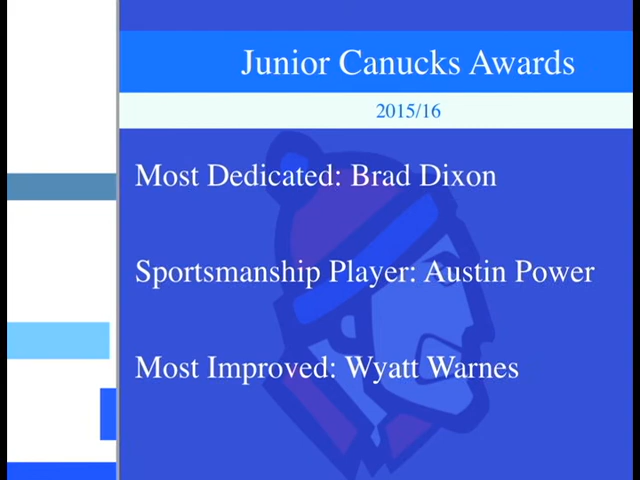 Junior Canucks Awards
2015/16
Most Dedicated: Brad Dixon
Sportsmanship Player: Austin Power
Most Improved: Wyatt Warnes